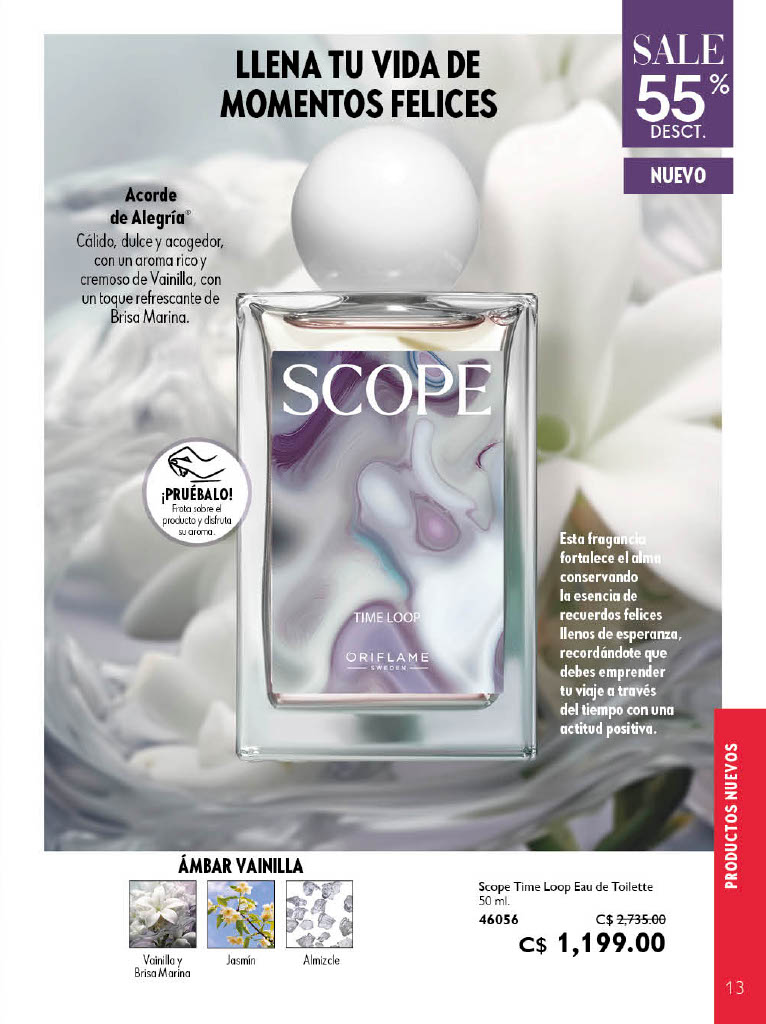 LLENA TU VIDA DE
MOMENTOS FELICES
SALE
55%
DESCT.
NUEVO
Acorde
de Alegría®
Cálido, dulce y acogedor,
con un aroma rico y
cremoso de Vainilla, con
un toque refrescante de
Brisa Marina.
SCOPE
TIME LOOP
ORIFLAME
SWEDEN
¡PRUÉBALO!
Frota sobre el
producto y disfruta
su aroma.
Esta fragancia
fortalece el alma
conservando
la esencia de
recuerdos felices
llenos de esperanza,
recordándote que
debes emprender
tu viaje a través
del tiempo con una
actitud positiva.
PRODUCTOS NUEVOS
ÁMBAR VAINILLA
Vainilla y
Brisa Marina
Jasmín
Almizcle
Scope Time Loop Eau de Toilette
50 ml.
46056 C$ 2,735.00
C$ 1,199.00
13